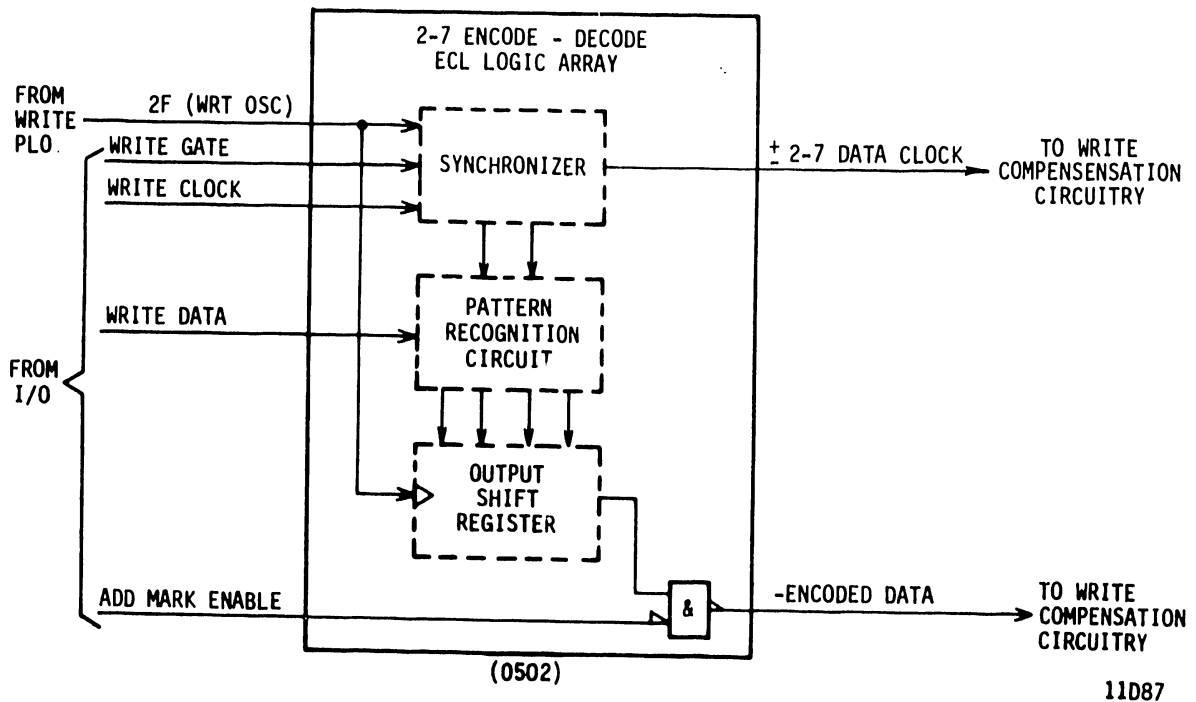 2-7 ENCODE - DECODE
ECL LOGIC ARRAY
FROM
WRITE
PLO
2F (WRT OSC)
WRITE GATE
WRITE CLOCK
SYNCHRONIZER
± 2-7 DATA CLOCK
TO WRITE
COMPENSENSATION
CIRCUITRY
WRITE DATA
PATTERN
RECOGNITION
CIRCUIT
FROM
I/O
OUTPUT
SHIFT
REGISTER
ADD MARK ENABLE
&
-ENCODED DATA
TO WRITE
COMPENSATION
CIRCUITRY
(0502)
11D87